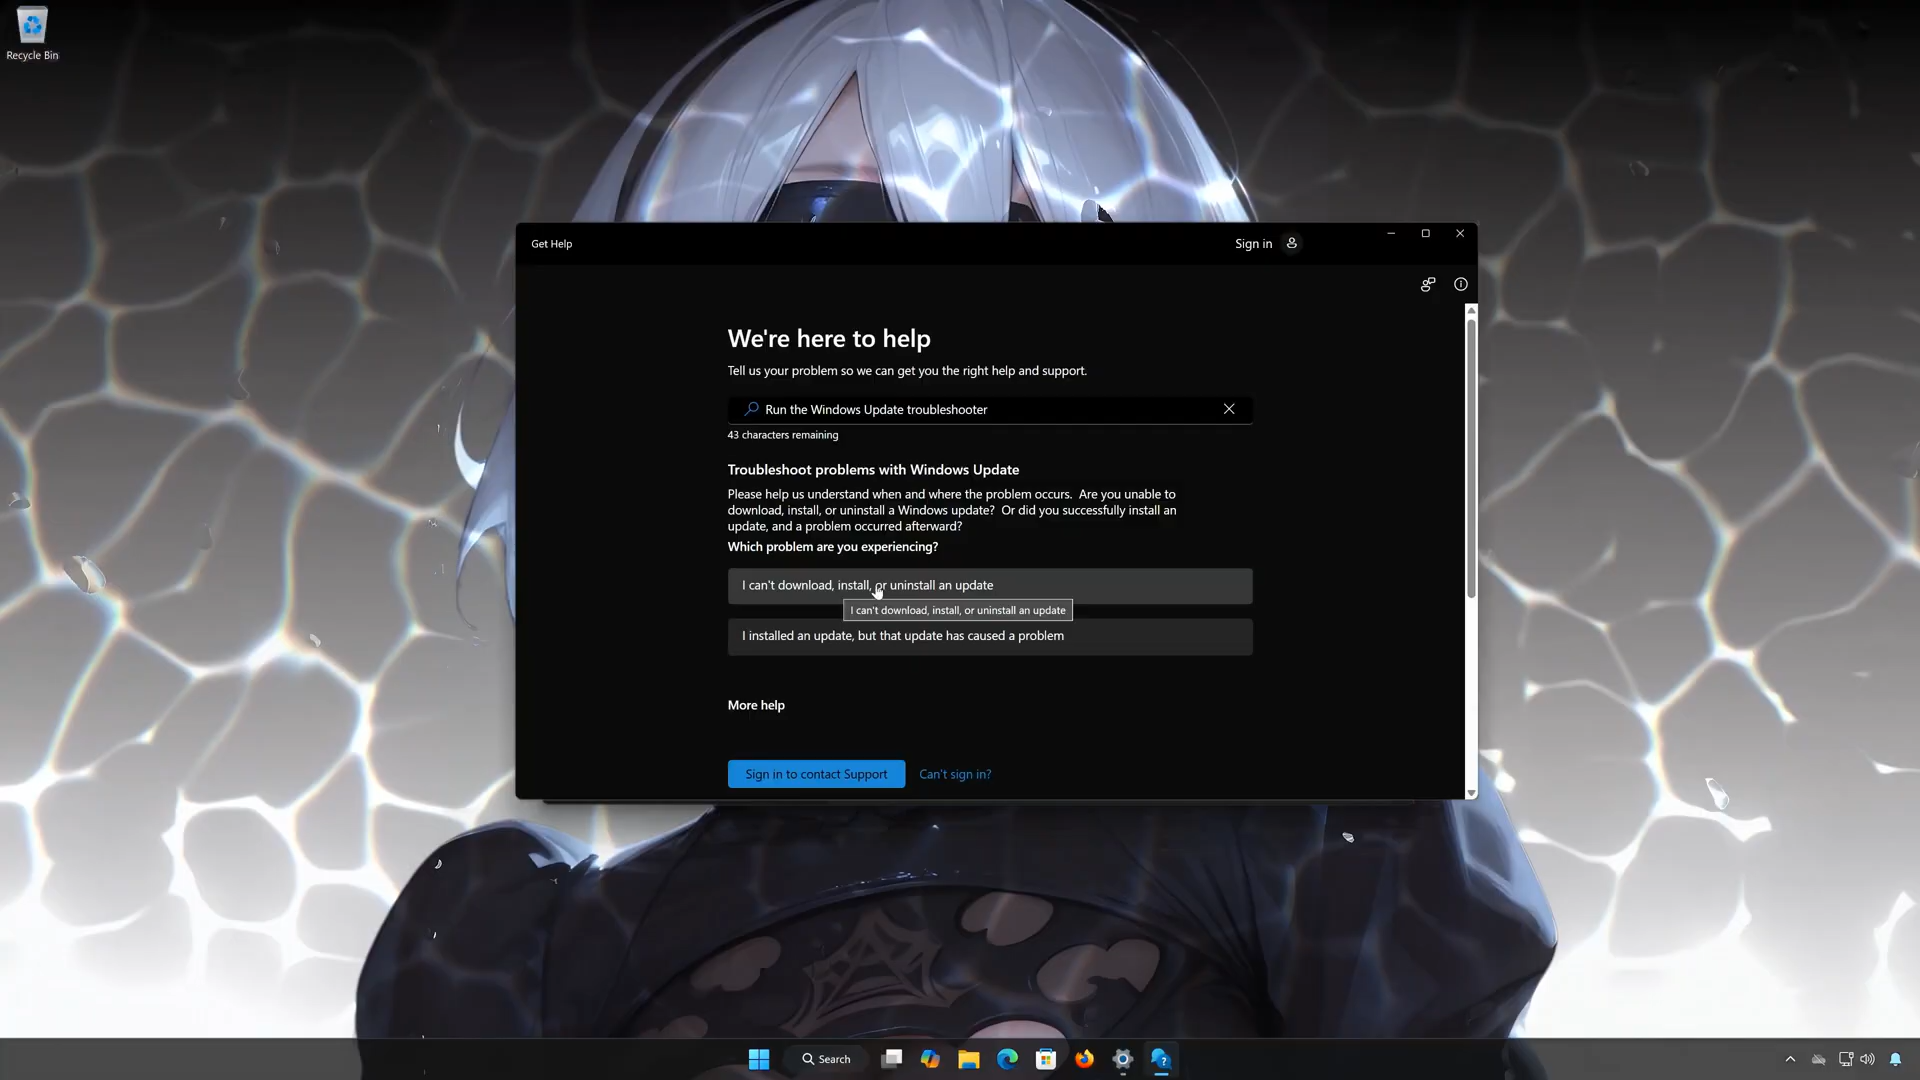 Recycle Bin
Get Help
Sign in
We're here to help
Tell us your problem so we can get you the right help and support.
Run the Windows Update troubleshooter
43 characters remaining
Troubleshoot problems with Windows Update
Please help us understand when and where the problem occurs. Are you unable to
download, install, or uninstall a Windows update? Or did you successfully install an
update, and a problem occurred afterward?
Which problem are you experiencing?
I can't download, install, or uninstall an update
I can't download, install, or uninstall an update
I installed an update, but that update has caused a problem
More help
Sign in to contact Support
Can't sign in?
Search